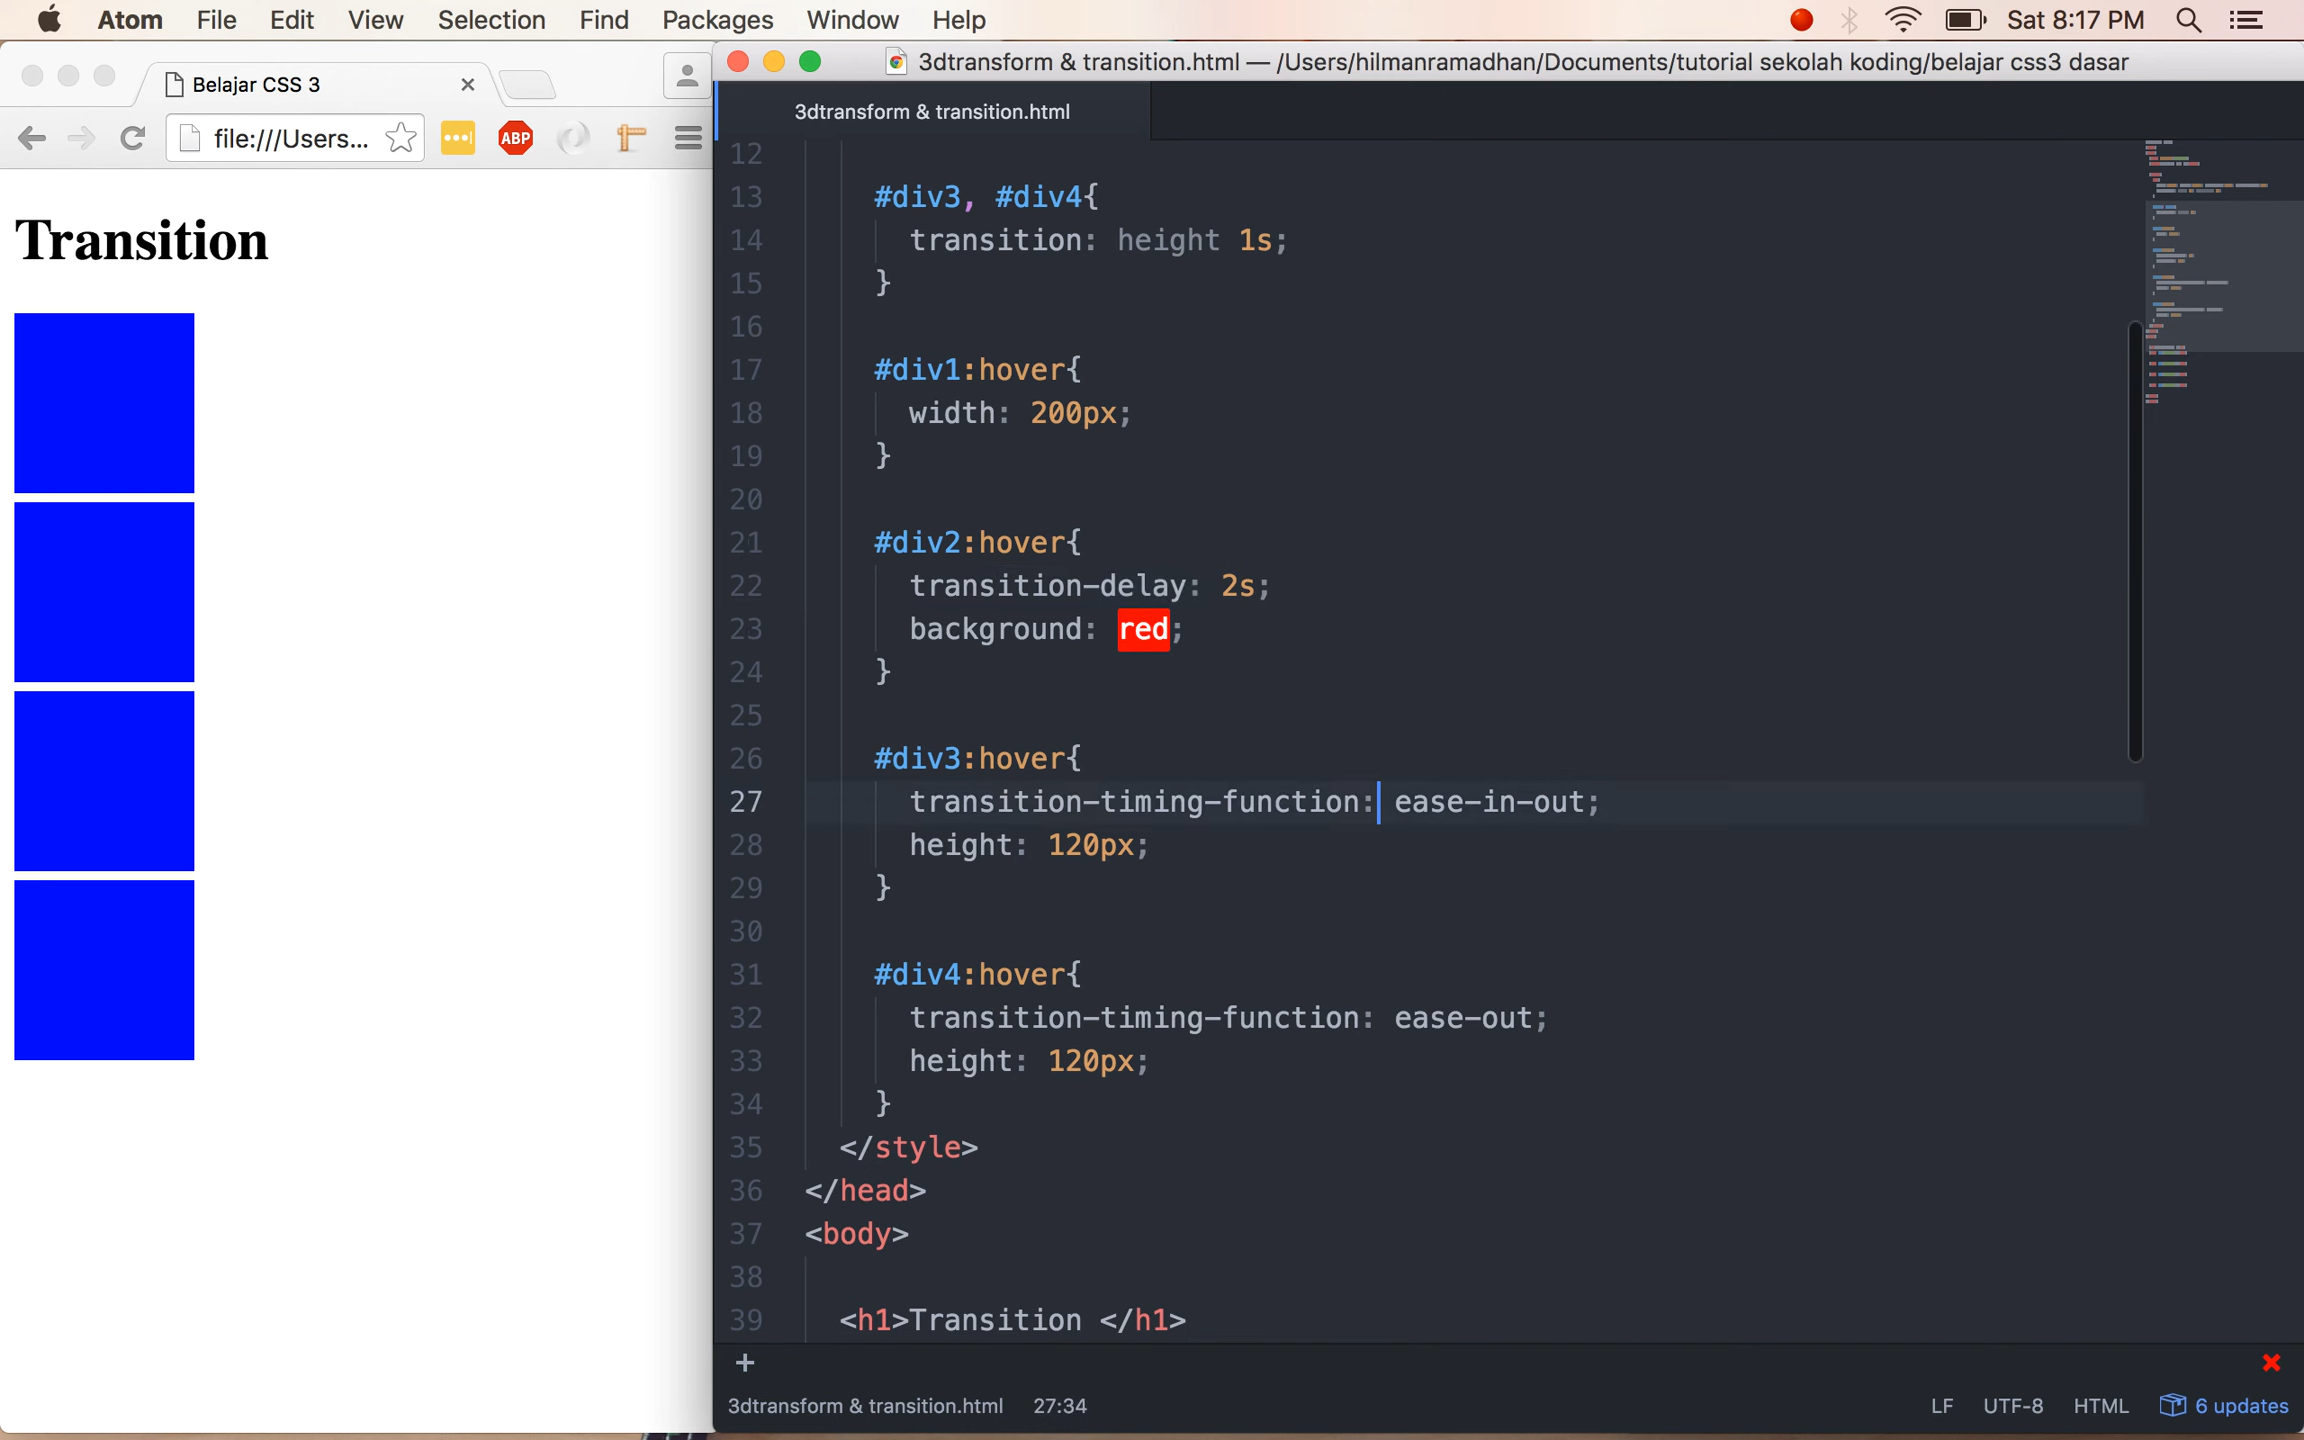 Atom File Edit View Selection Find Packages Window Help Sat 8:17 PM
Belajar CSS 3
file:///Users...
ABP
Transition
3dtransform & transition.html — /Users/hilmanramadhan/Documents/tutorial sekolah koding/belajar css3 dasar
3dtransform & transition.html
12
13 #div3, #div4{
14 transition: height 1s;
15 }
16
17 #div1:hover{
18 width: 200px;
19 }
20
21 #div2:hover{
22 transition-delay: 2s;
23 background: red;
24 }
25
26 #div3:hover{
27 transition-timing-function: ease-in-out;
28 height: 120px;
29 }
30
31 #div4:hover{
32 transition-timing-function: ease-out;
33 height: 120px;
34 }
35 </style>
36 </head>
37 <body>
38
39 <h1>Transition </h1>
3dtransform & transition.html 27:34 LF UTF-8 HTML 6 updates